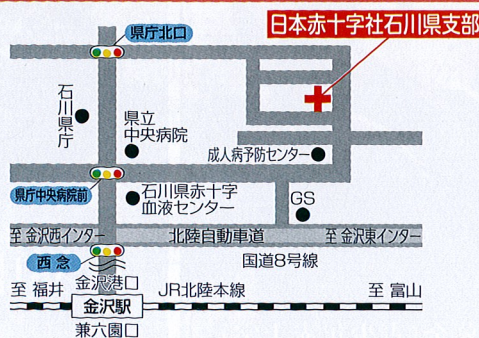 日本赤十字社石川県支部
県庁北口
石川県庁
県立
中央病院
成人病予防センター
県庁中央病院前
石川県赤十字
血液センター
GS
至 金沢西インター
北陸自動車道
至 金沢東インター
西念
国道8号線
金沢港口
至 福井
金沢駅
JR北陸本線
至 富山
兼六園口